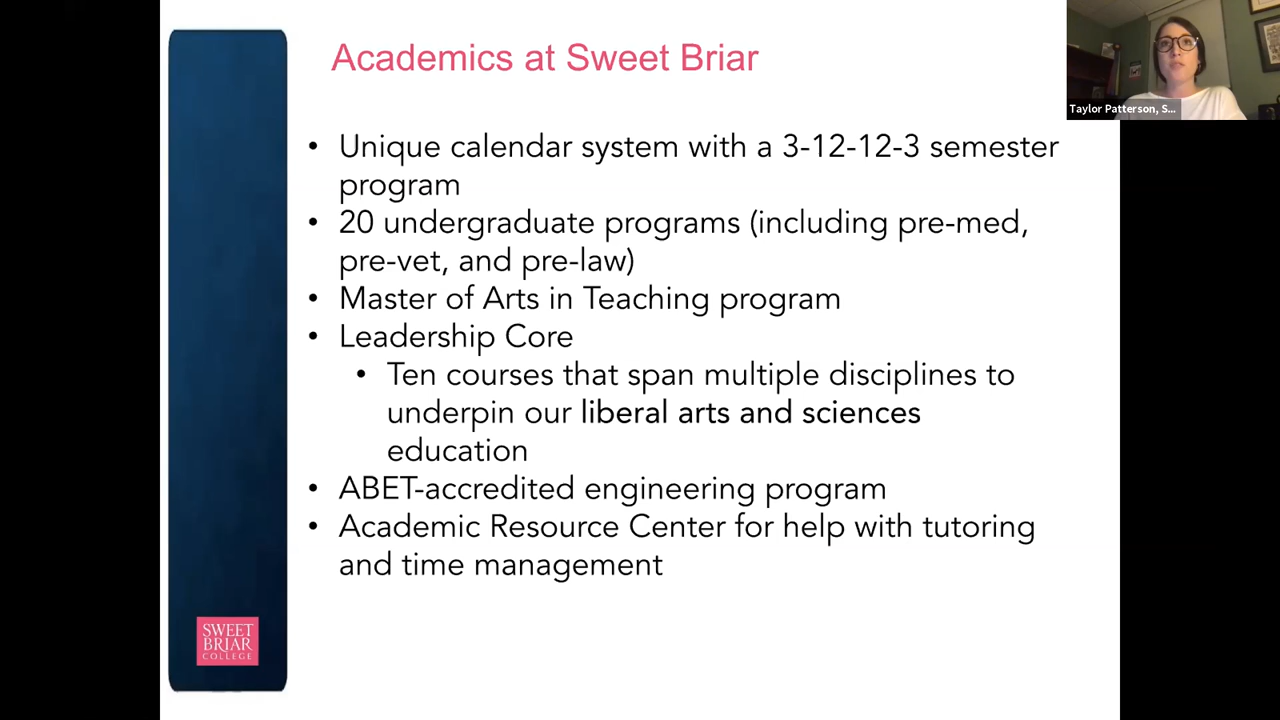 Academics at Sweet Briar
Taylor Patterson, S...
• Unique calendar system with a 3-12-12-3 semester
program
• 20 undergraduate programs (including pre-med,
pre-vet, and pre-law)
• Master of Arts in Teaching program
• Leadership Core
• Ten courses that span multiple disciplines to
underpin our liberal arts and sciences
education
• ABET-accredited engineering program
• Academic Resource Center for help with tutoring
and time management
SWEET
BRIAR
COLLEGE